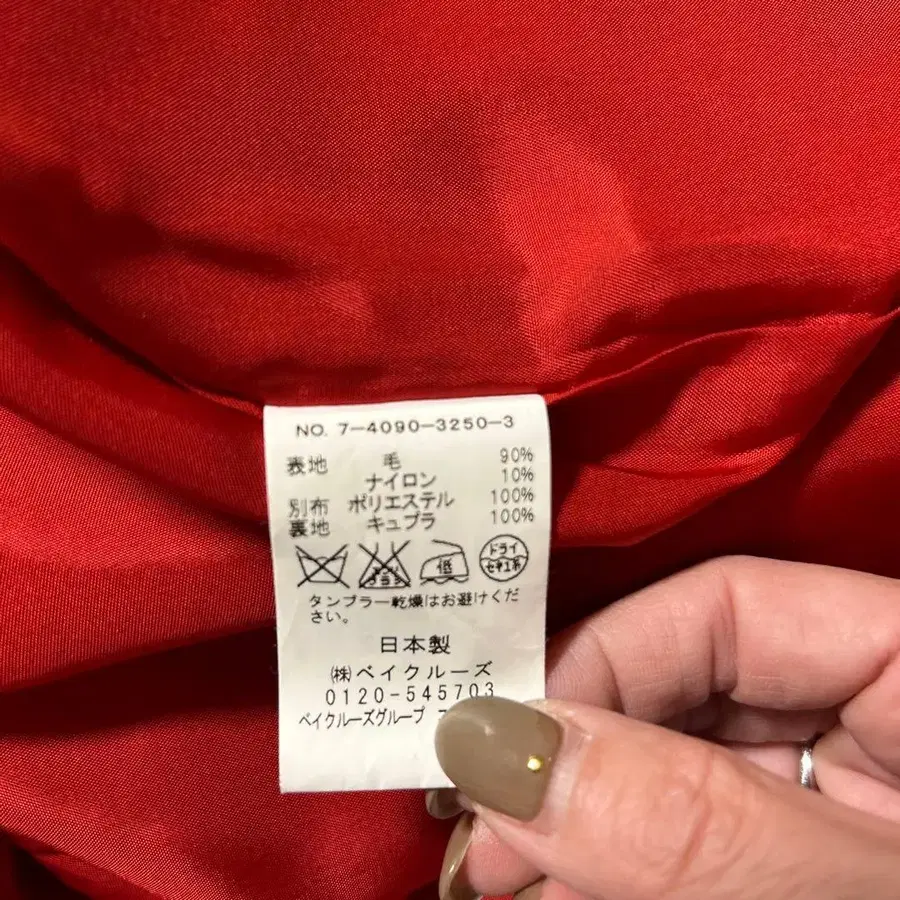 NO. 7-4090-3250-3
表地 毛 90%
ナイロン 10%
別布 ポリエステル 100%
裏地 キュプラ 100%
低 ドライ セキユ系
タンブラー乾燥はお避けくだ
さい。
日本製
㈱ベイクルーズ
0120-545703
ベイクルーズグループ